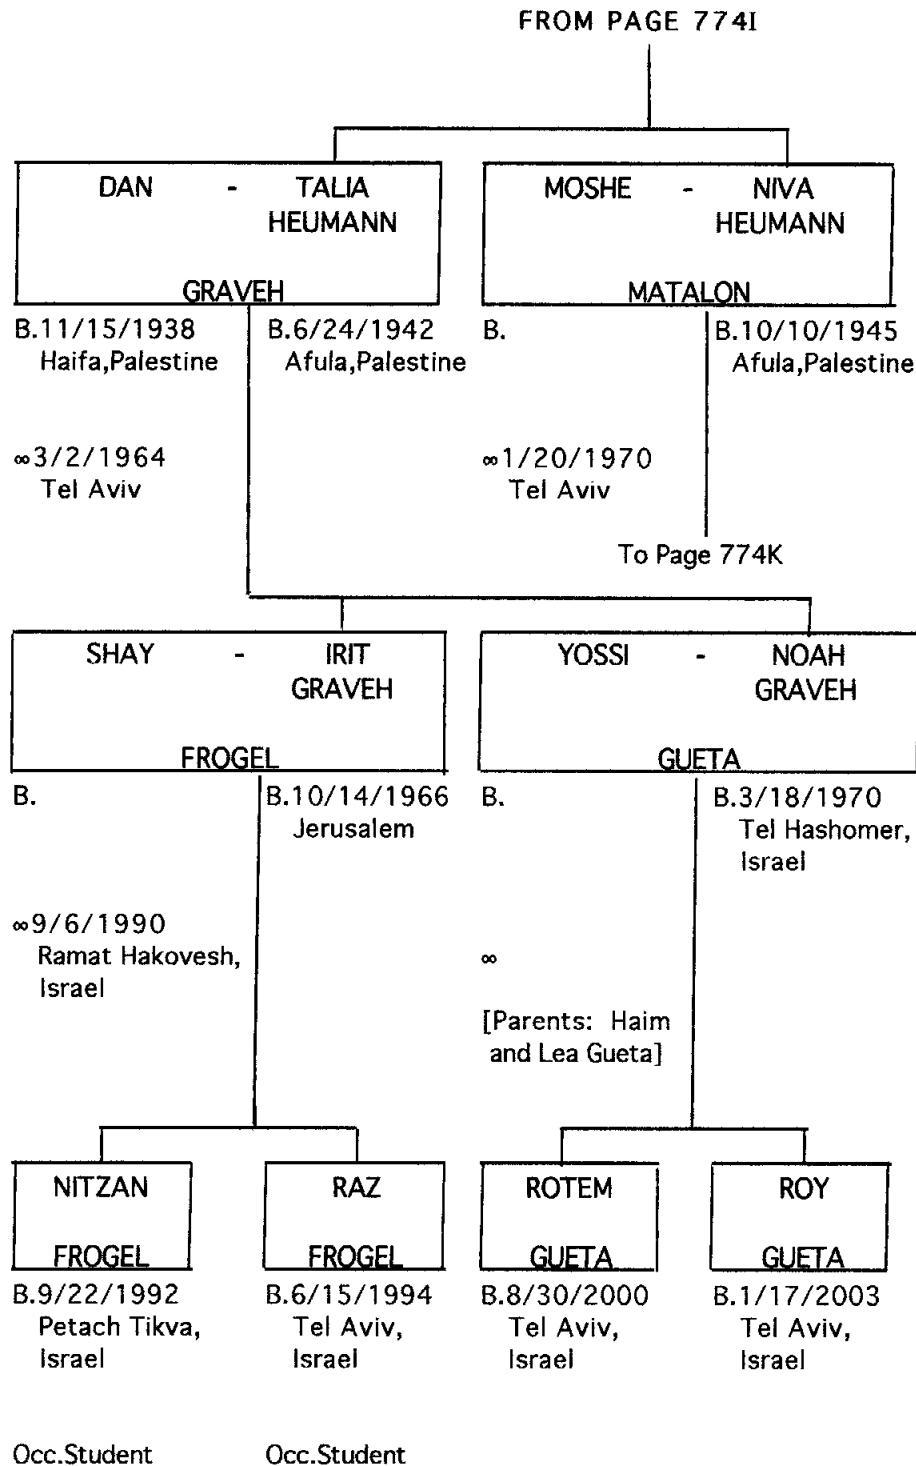 FROM PAGE 774I
DAN - TALIA
HEUMANN
GRAVEH
B.11/15/1938
Haifa,Palestine
B.6/24/1942
Afula,Palestine
∞3/2/1964
Tel Aviv
MOSHE - NIVA
HEUMANN
MATALON
B.
B.10/10/1945
Afula,Palestine
∞1/20/1970
Tel Aviv
To Page 774K
SHAY - IRIT
GRAVEH
FROGEL
B.
B.10/14/1966
Jerusalem
∞9/6/1990
Ramat Hakovesh,
Israel
YOSSI - NOAH
GRAVEH
GUETA
B.
B.3/18/1970
Tel Hashomer,
Israel
∞
[Parents: Haim
and Lea Gueta]
NITZAN
FROGEL
B.9/22/1992
Petach Tikva,
Israel
Occ.Student
RAZ
FROGEL
B.6/15/1994
Tel Aviv,
Israel
Occ.Student
ROTEM
GUETA
B.8/30/2000
Tel Aviv,
Israel
ROY
GUETA
B.1/17/2003
Tel Aviv,
Israel